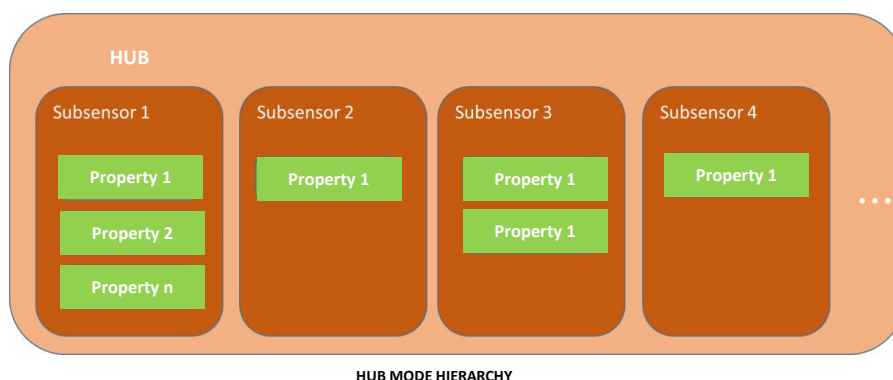 HUB
Subsensor 1
Property 1
Property 2
Property n
Subsensor 2
Property 1
Subsensor 3
Property 1
Property 1
Subsensor 4
Property 1
...
HUB MODE HIERARCHY